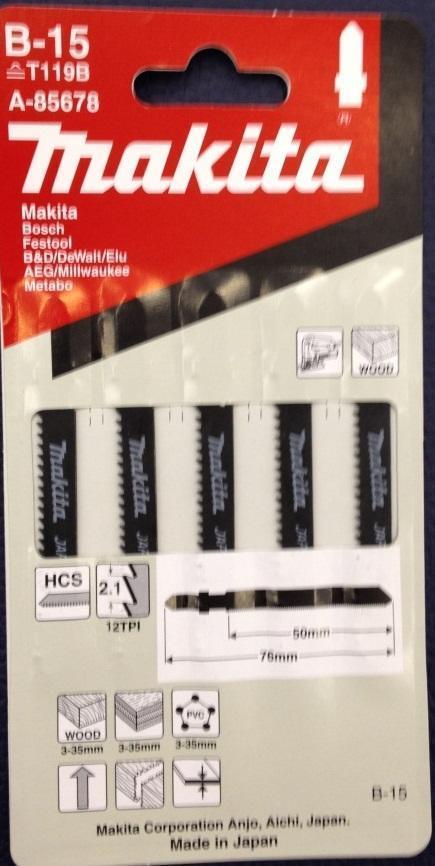 B-15
≙T119B
A-85678
®
Makita
Makita
Bosch
Festool
B&D/DeWalt/Elu
AEG/Millwaukee
Metabo
WOOD
Makita
Makita
Makita
Makita
Makita
HCS
2.1
12TPI
50mm
76mm
WOOD
PVC
3-35mm 3-35mm 3-35mm
B-15
Makita Corporation Anjo, Aichi, Japan.
Made in Japan